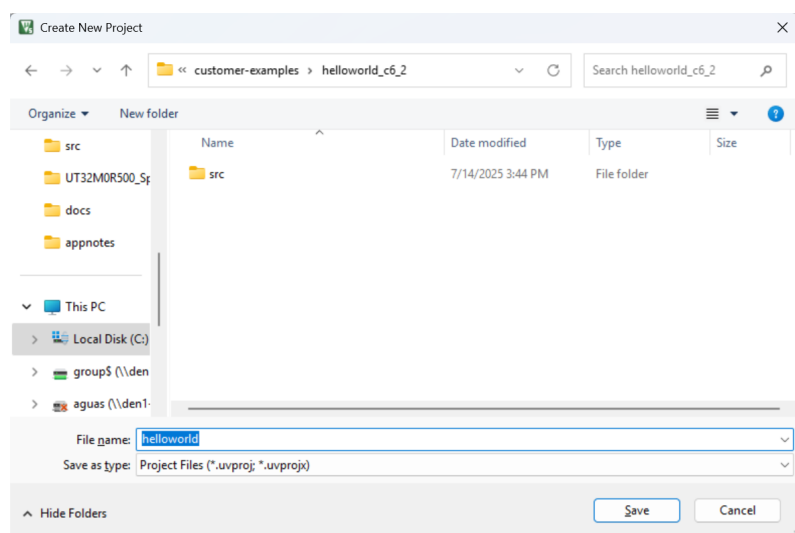 Create New Project
« customer-examples > helloworld_c6_2
Search helloworld_c6_2
Organize
New folder
Name
Date modified
Type
Size
src
src
7/14/2025 3:44 PM
File folder
UT32M0R500_Sp
docs
appnotes
This PC
Local Disk (C:)
group$ (\\den
aguas (\\den1-
File name: helloworld
Save as type: Project Files (*.uvproj; *.uvprojx)
Hide Folders
Save
Cancel